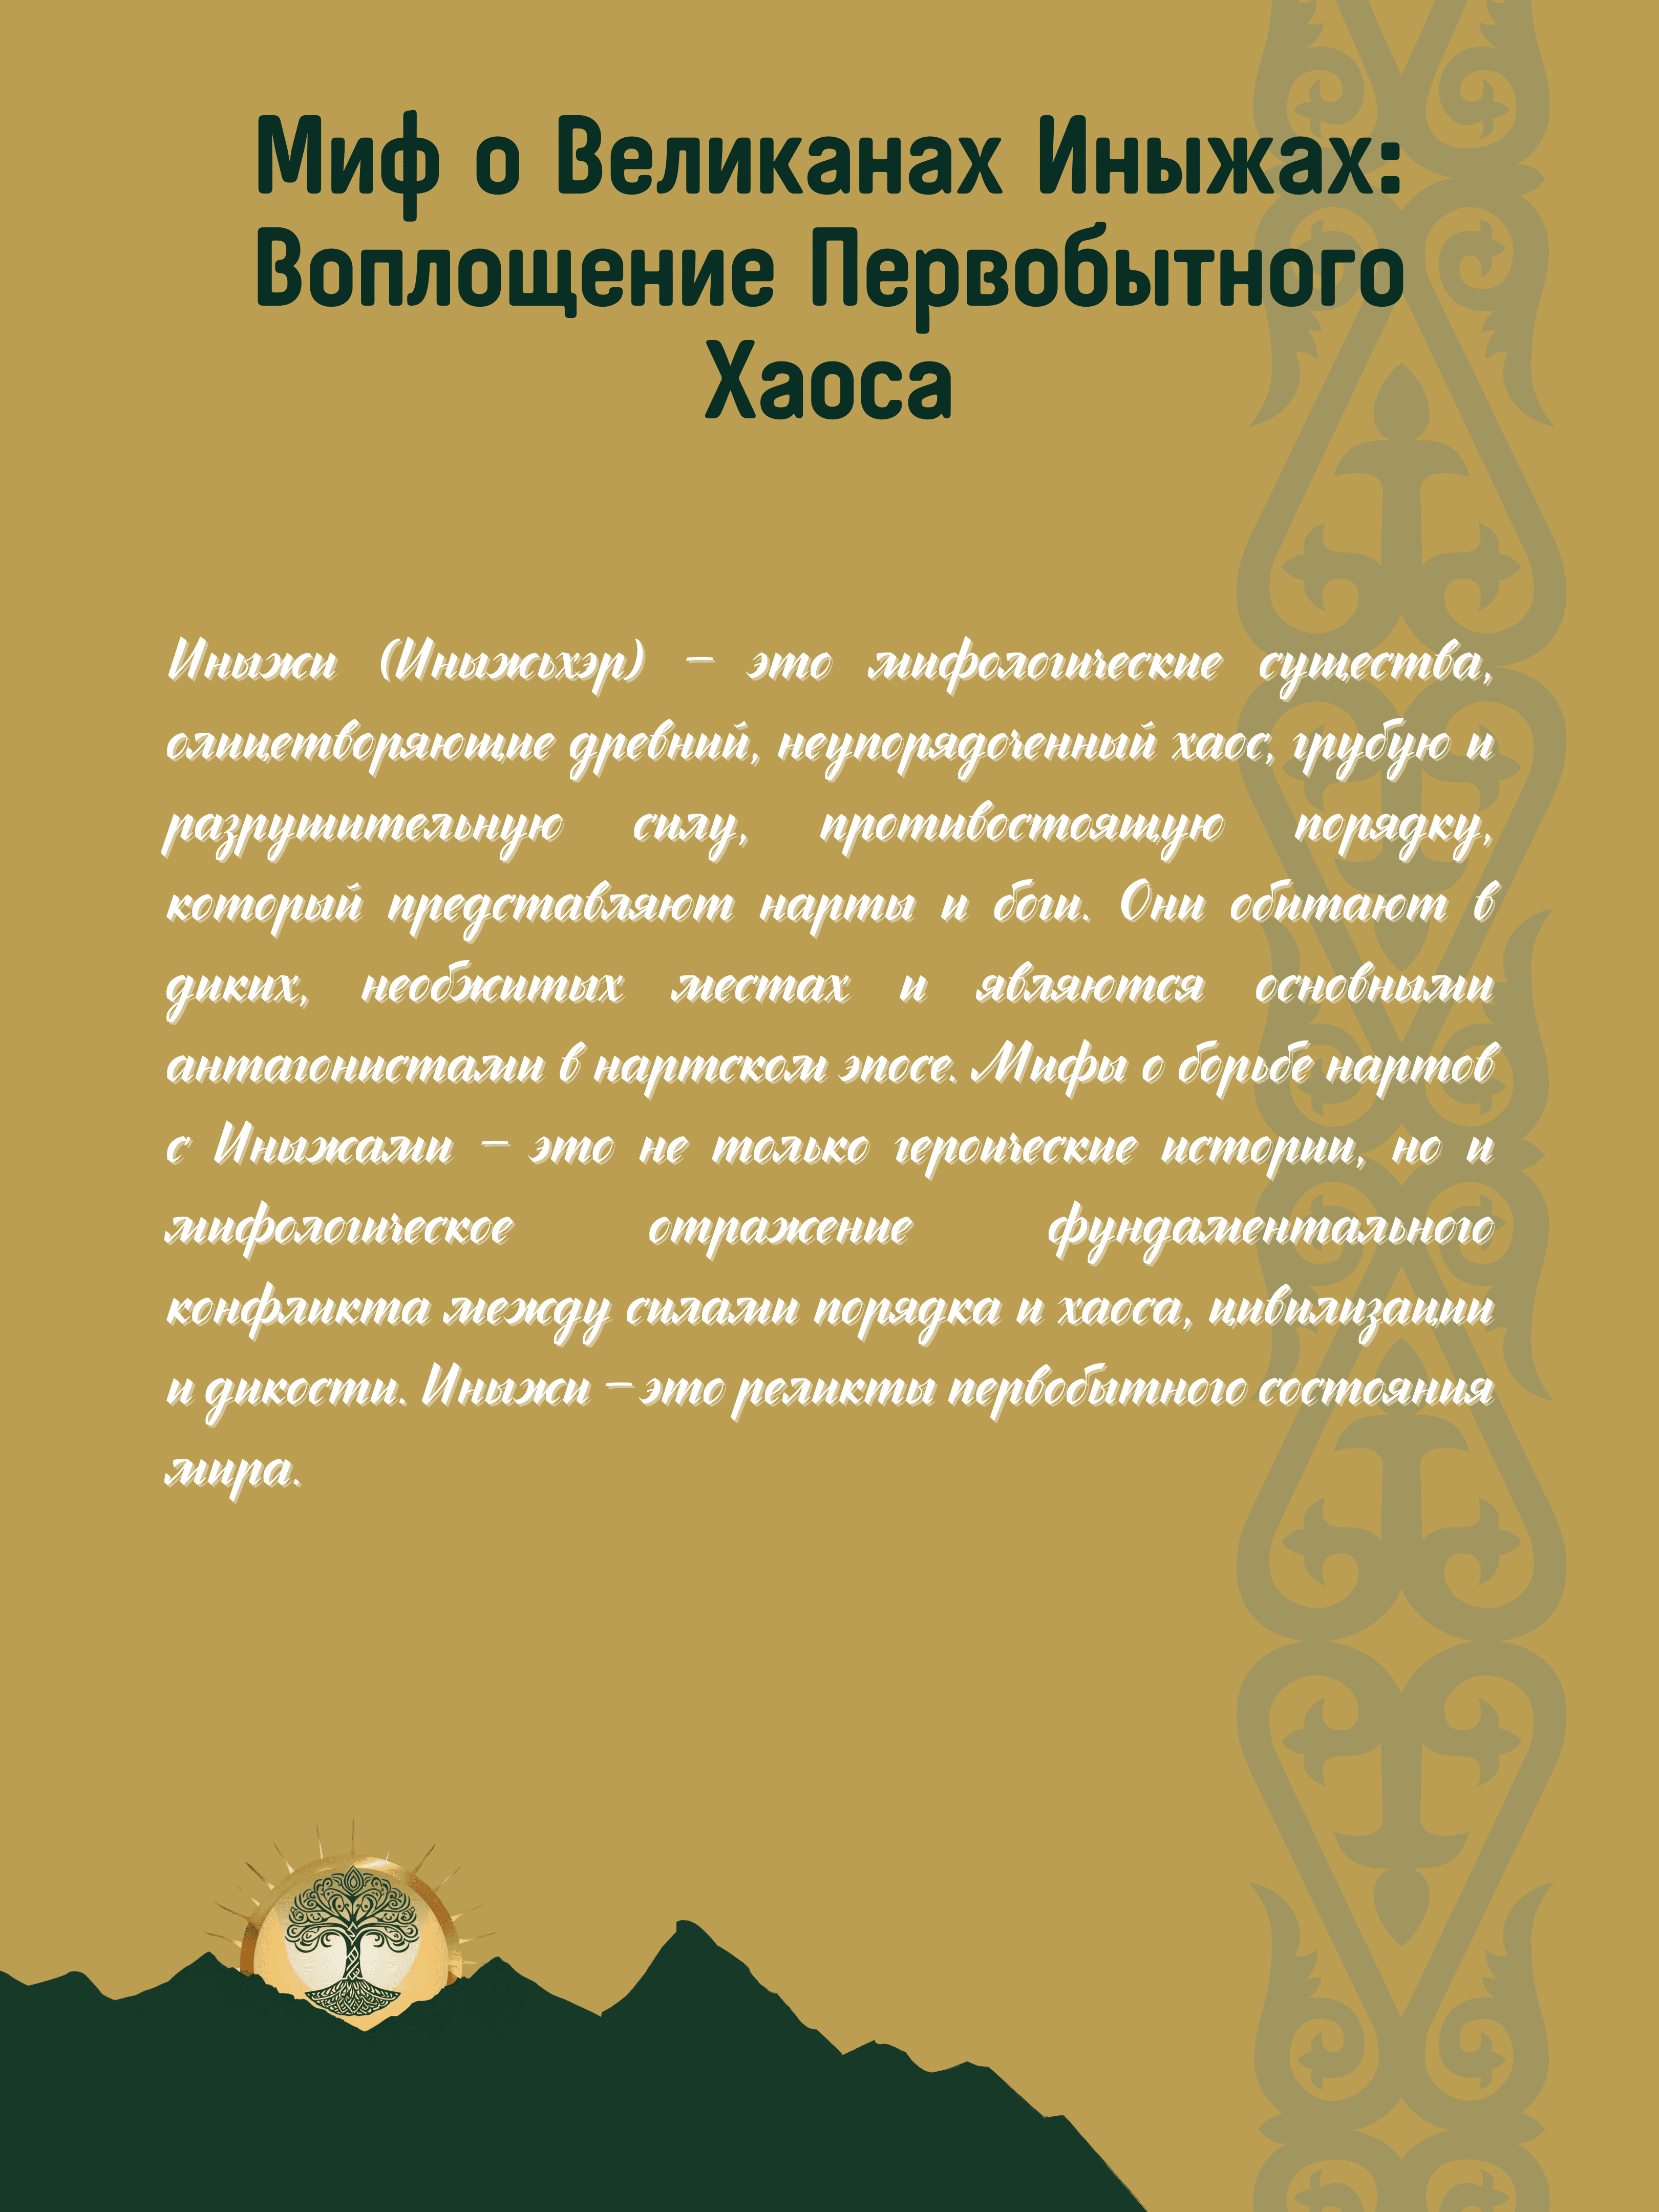 Миф о Великанах Иныжах:
Воплощение Первобытного
Хаоса
Иныжи (Иныжьхэр) – это мифологические существа,
олицетворяющие древний, неупорядоченный хаос, грубую и
разрушительную силу, противостоящую порядку,
который представляют нарты и боги. Они обитают в
диких, необжитых местах и являются основными
антагонистами в нартском эпосе. Мифы о борьбе нартов
с Иныжами – это не только героические истории, но и
мифологическое отражение фундаментального
конфликта между силами порядка и хаоса, цивилизации
и дикости. Иныжи – это реликты первобытного состояния
мира.